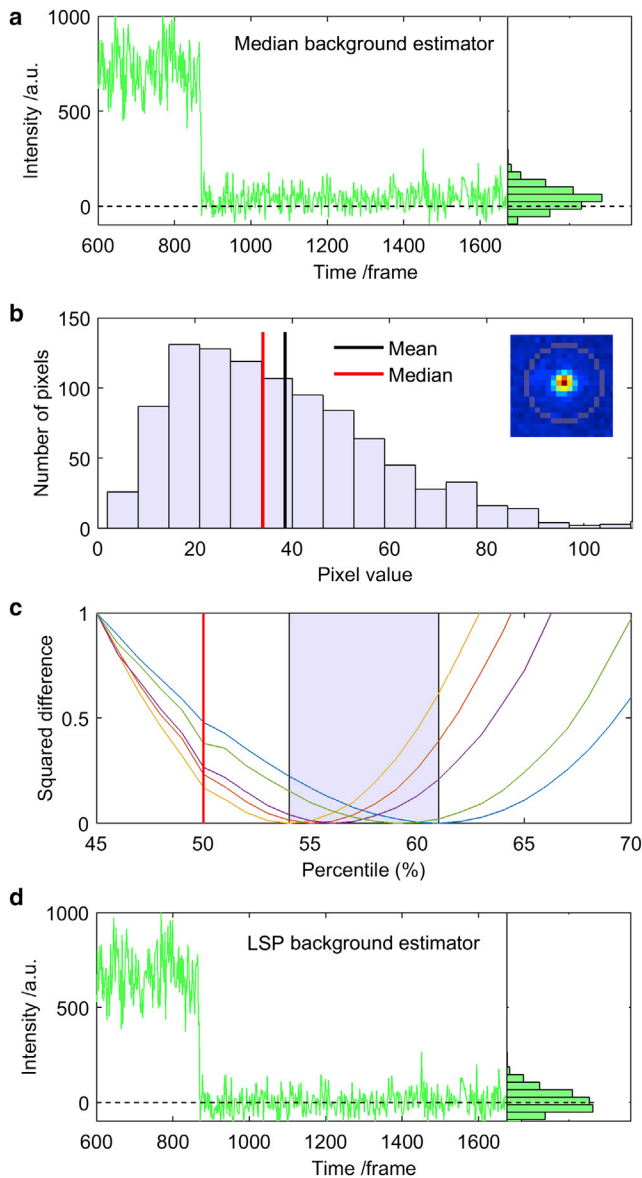 a
Median background estimator
Intensity /a.u.
1000
500
0
600 800 1000 1200 1400 1600
Time /frame
b
Number of pixels
150
100
50
0
Mean
Median
0 20 40 60 80 100
Pixel value
c
Squared difference
1
0.5
0
45 50 55 60 65 70
Percentile (%)
d
LSP background estimator
Intensity /a.u.
1000
500
0
600 800 1000 1200 1400 1600
Time /frame